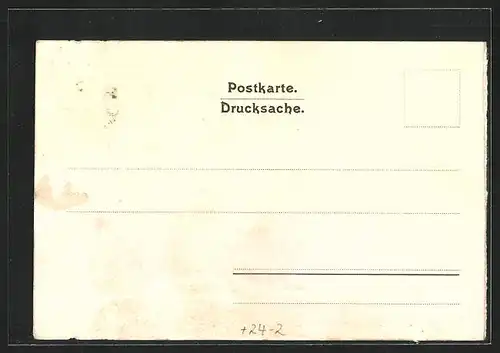 Postkarte.
Drucksache.
+24-2